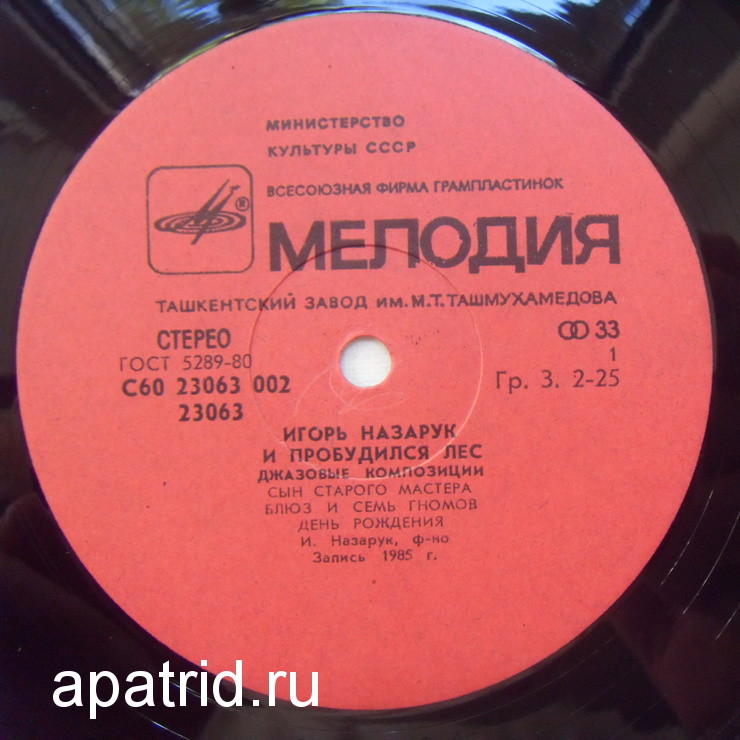 МИНИСТЕРСТВО
КУЛЬТУРЫ СССР
ВСЕСОЮЗНАЯ ФИРМА ГРАМПЛАСТИНОК
®
МЕЛОДИЯ
ТАШКЕНТСКИЙ ЗАВОД ИМ. М.Т. ТАШМУХАМЕДОВА
СТЕРЕО
ГОСТ 5289-80
С60 23063 002
23063
33
1
Гр. 3. 2-25
ИГОРЬ НАЗАРУК
И ПРОБУДИЛСЯ ЛЕС
ДЖАЗОВЫЕ КОМПОЗИЦИИ
СЫН СТАРОГО МАСТЕРА
БЛЮЗ И СЕМЬ ГНОМОВ
ДЕНЬ РОЖДЕНИЯ
И. Назарук, ф-но
Запись 1985 г.
apatrid.ru